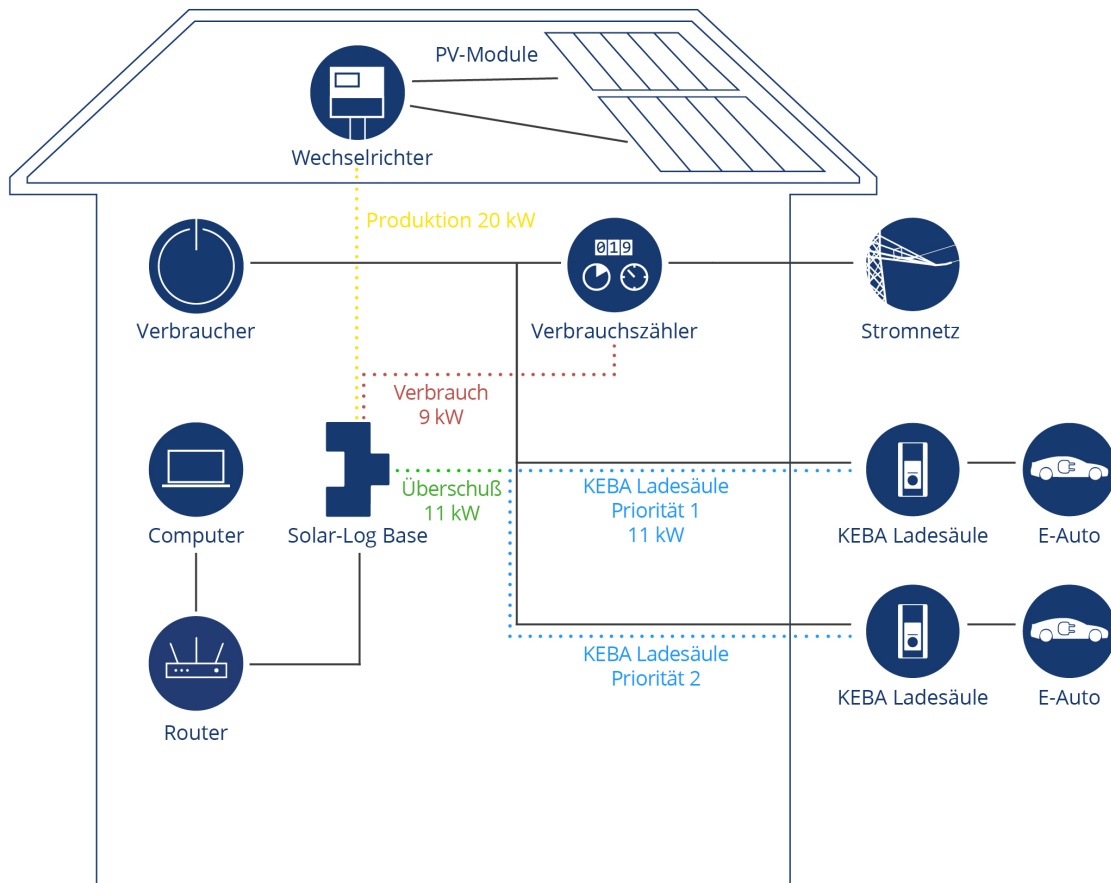 PV-Module
Wechselrichter
Produktion 20 kW
019
Verbraucher
Verbrauchszähler
Stromnetz
Verbrauch
9 kW
Überschuß
11 kW
KEBA Ladesäule
Priorität 1
11 kW
Computer
Solar-Log Base
KEBA Ladesäule
E-Auto
KEBA Ladesäule
Priorität 2
KEBA Ladesäule
E-Auto
Router